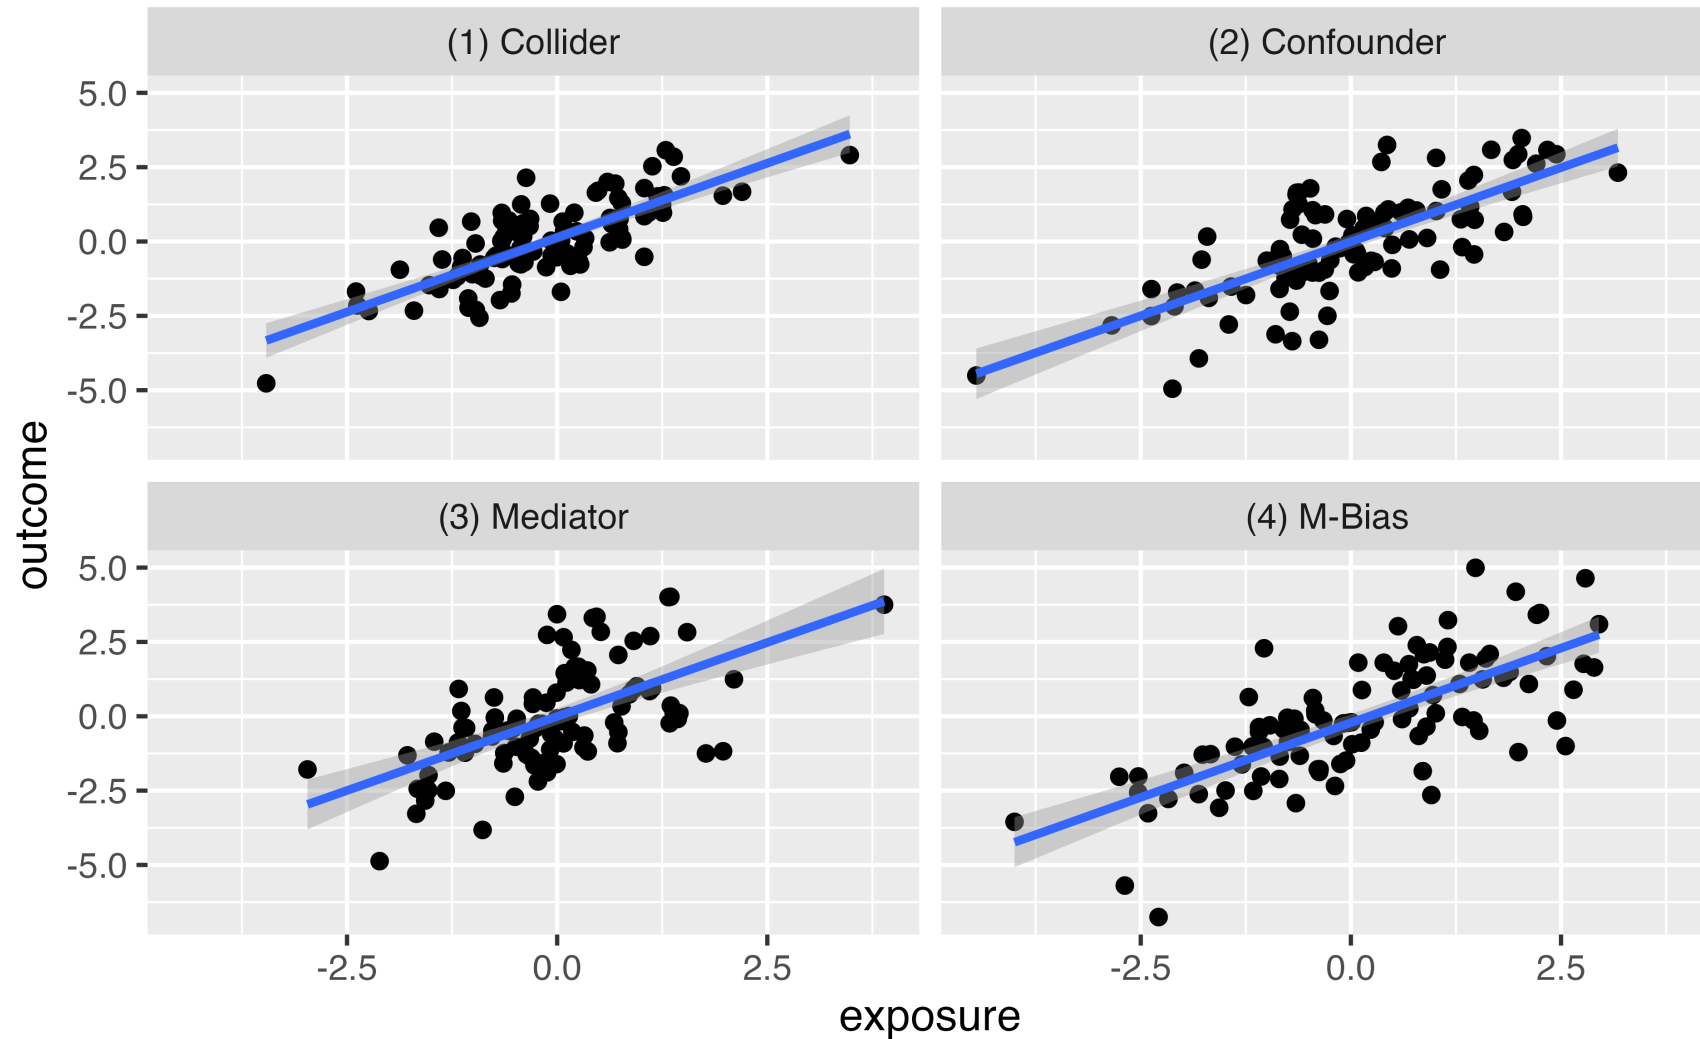 (1) Collider
(2) Confounder
5.0
2.5
0.0
-2.5
-5.0
(3) Mediator
(4) M-Bias
5.0
2.5
0.0
-2.5
-5.0
-2.5 0.0 2.5
-2.5 0.0 2.5
exposure
outcome